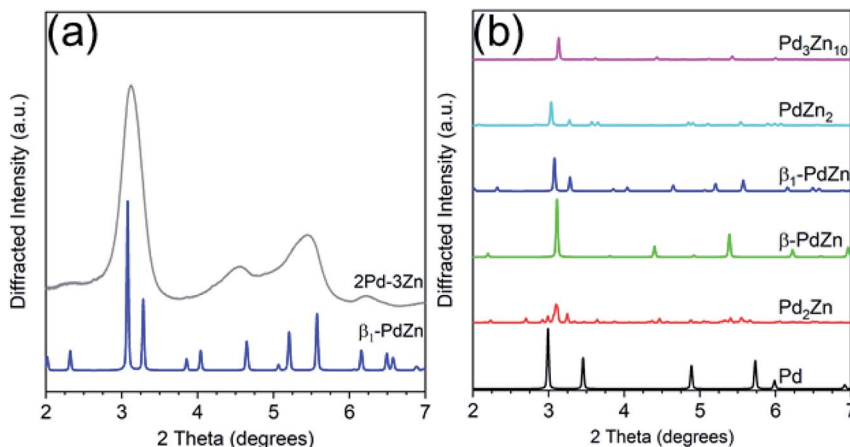 (a)
Diffracted Intensity (a.u.)
2Pd-3Zn
β₁-PdZn
2 3 4 5 6 7
2 Theta (degrees)
(b)
Diffracted Intensity (a.u.)
Pd₃Zn₁₀
PdZn₂
β₁-PdZn
β-PdZn
Pd₂Zn
Pd
2 3 4 5 6 7
2 Theta (degrees)